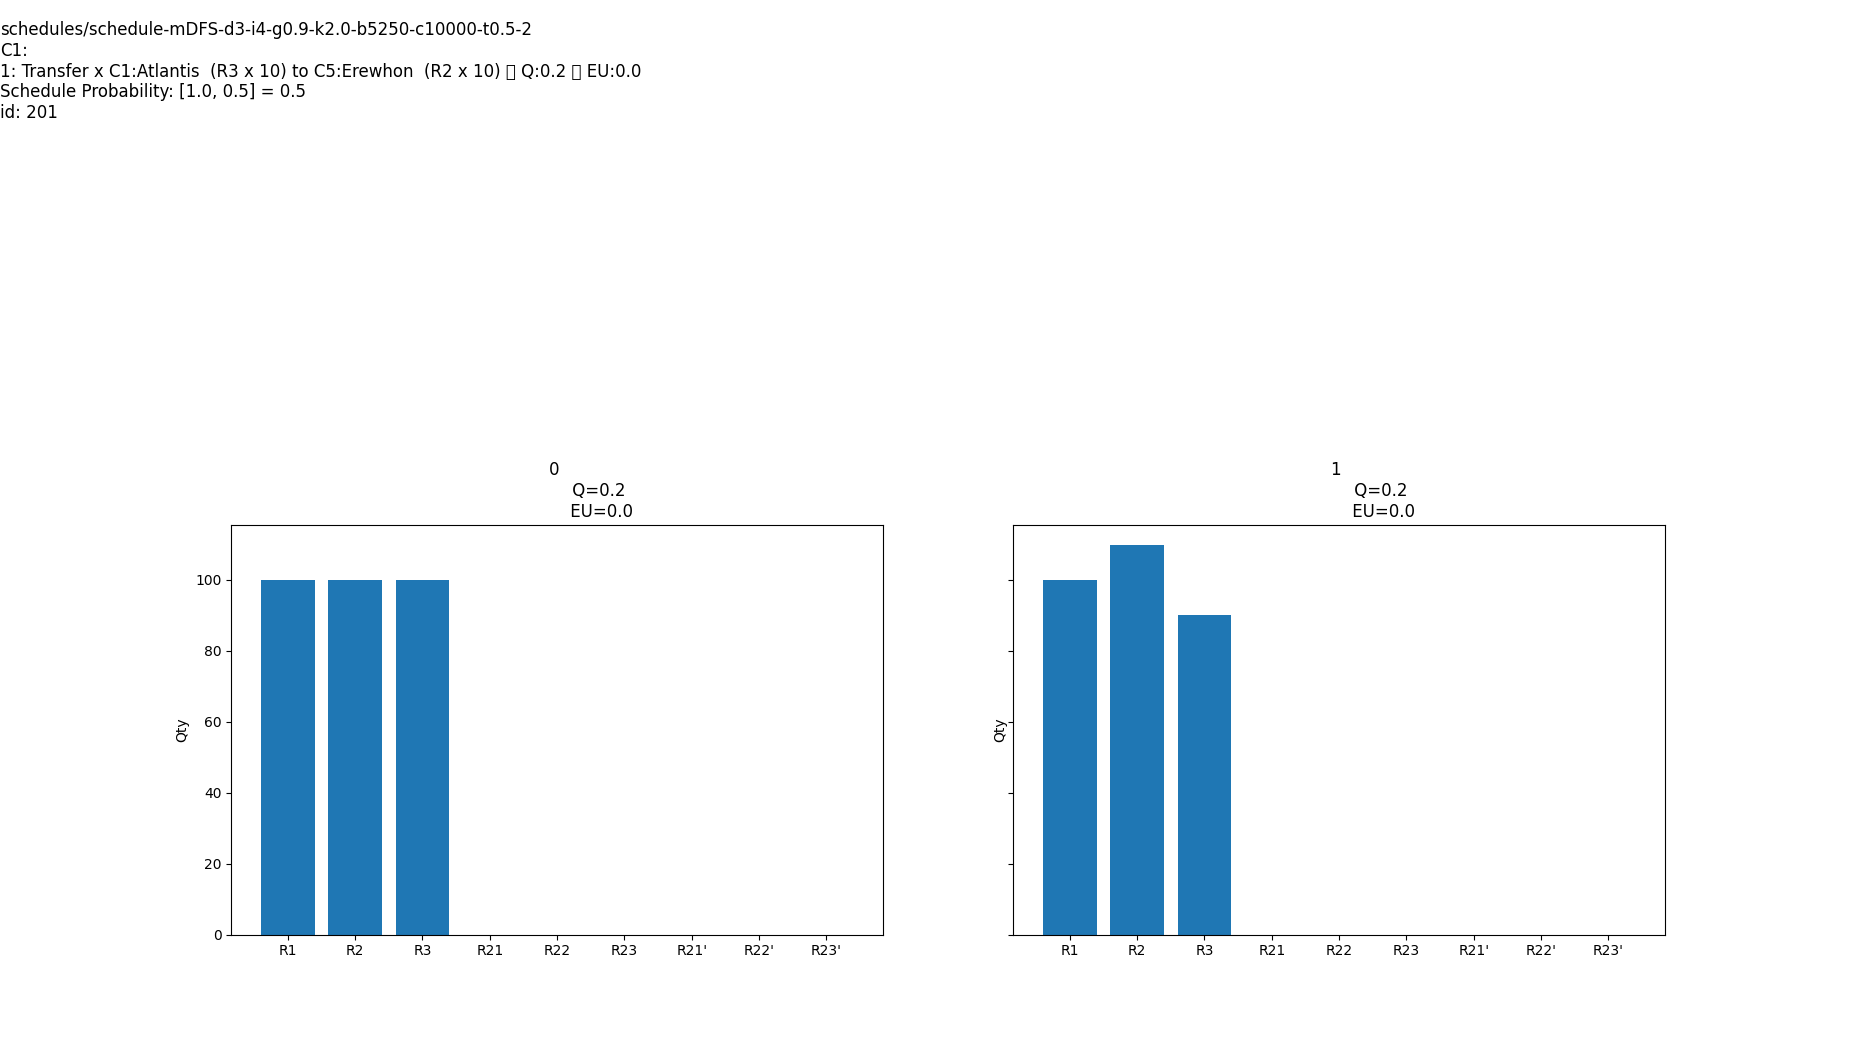 schedules/schedule-mDFS-d3-i4-g0.9-k2.0-b5250-c10000-t0.5-2
C1:
1: Transfer x C1:Atlantis  (R3 x 10) to C5:Erewhon  (R2 x 10) ▯ Q:0.2 ▯ EU:0.0
Schedule Probability: [1.0, 0.5] = 0.5
id: 201
0
Q=0.2
EU=0.0
100
80
60
40
20
0
Qty
R1 R2 R3 R21 R22 R23 R21' R22' R23'
1
Q=0.2
EU=0.0
Qty
R1 R2 R3 R21 R22 R23 R21' R22' R23'